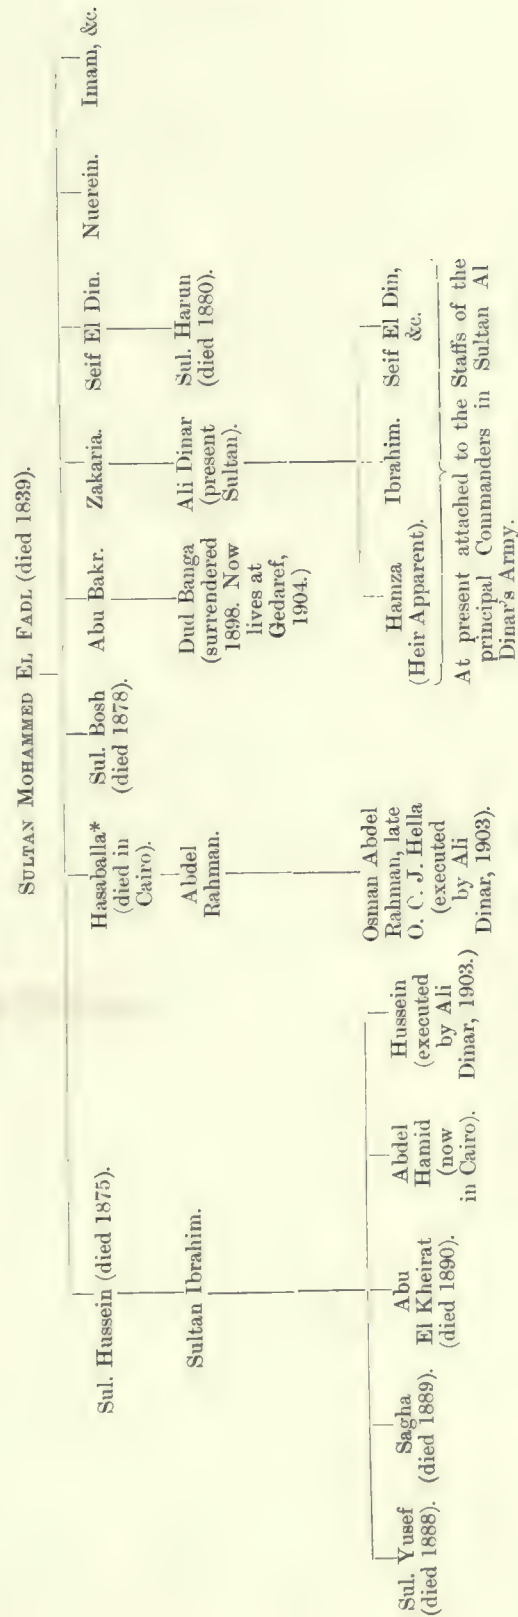 SULTAN MOHAMMED EL FADL (died 1839).
Sul. Hussein (died 1875).
Hasaballa*
(died in
Cairo).
Sul. Bosh
(died 1878).
Abu Bakr.
Zakaria.
Seif El Din.
Nuerein.
Imam, &c.
Sultan Ibrahim.
Abdel
Rahman.
Dud Banga
(surrendered
1898. Now
lives at
Gedaref,
1904.)
Ali Dinar
(present
Sultan).
Sul. Harun
(died 1880).
Sul. Yusef
(died 1888).
Sagha
(died 1889).
Abu
El Kheirat
(died 1890).
Abdel
Hamid
(now
in Cairo).
Hussein
(executed
by Ali
Dinar, 1903.)
Osman Abdel
Rahman, late
O. C. J. Hella
(executed
by Ali
Dinar, 1903).
Hamza
(Heir Apparent).
Ibrahim.
Seif El Din,
&c.
At present attached to the Staffs of the
principal Commanders in Sultan Al
Dinar's Army.